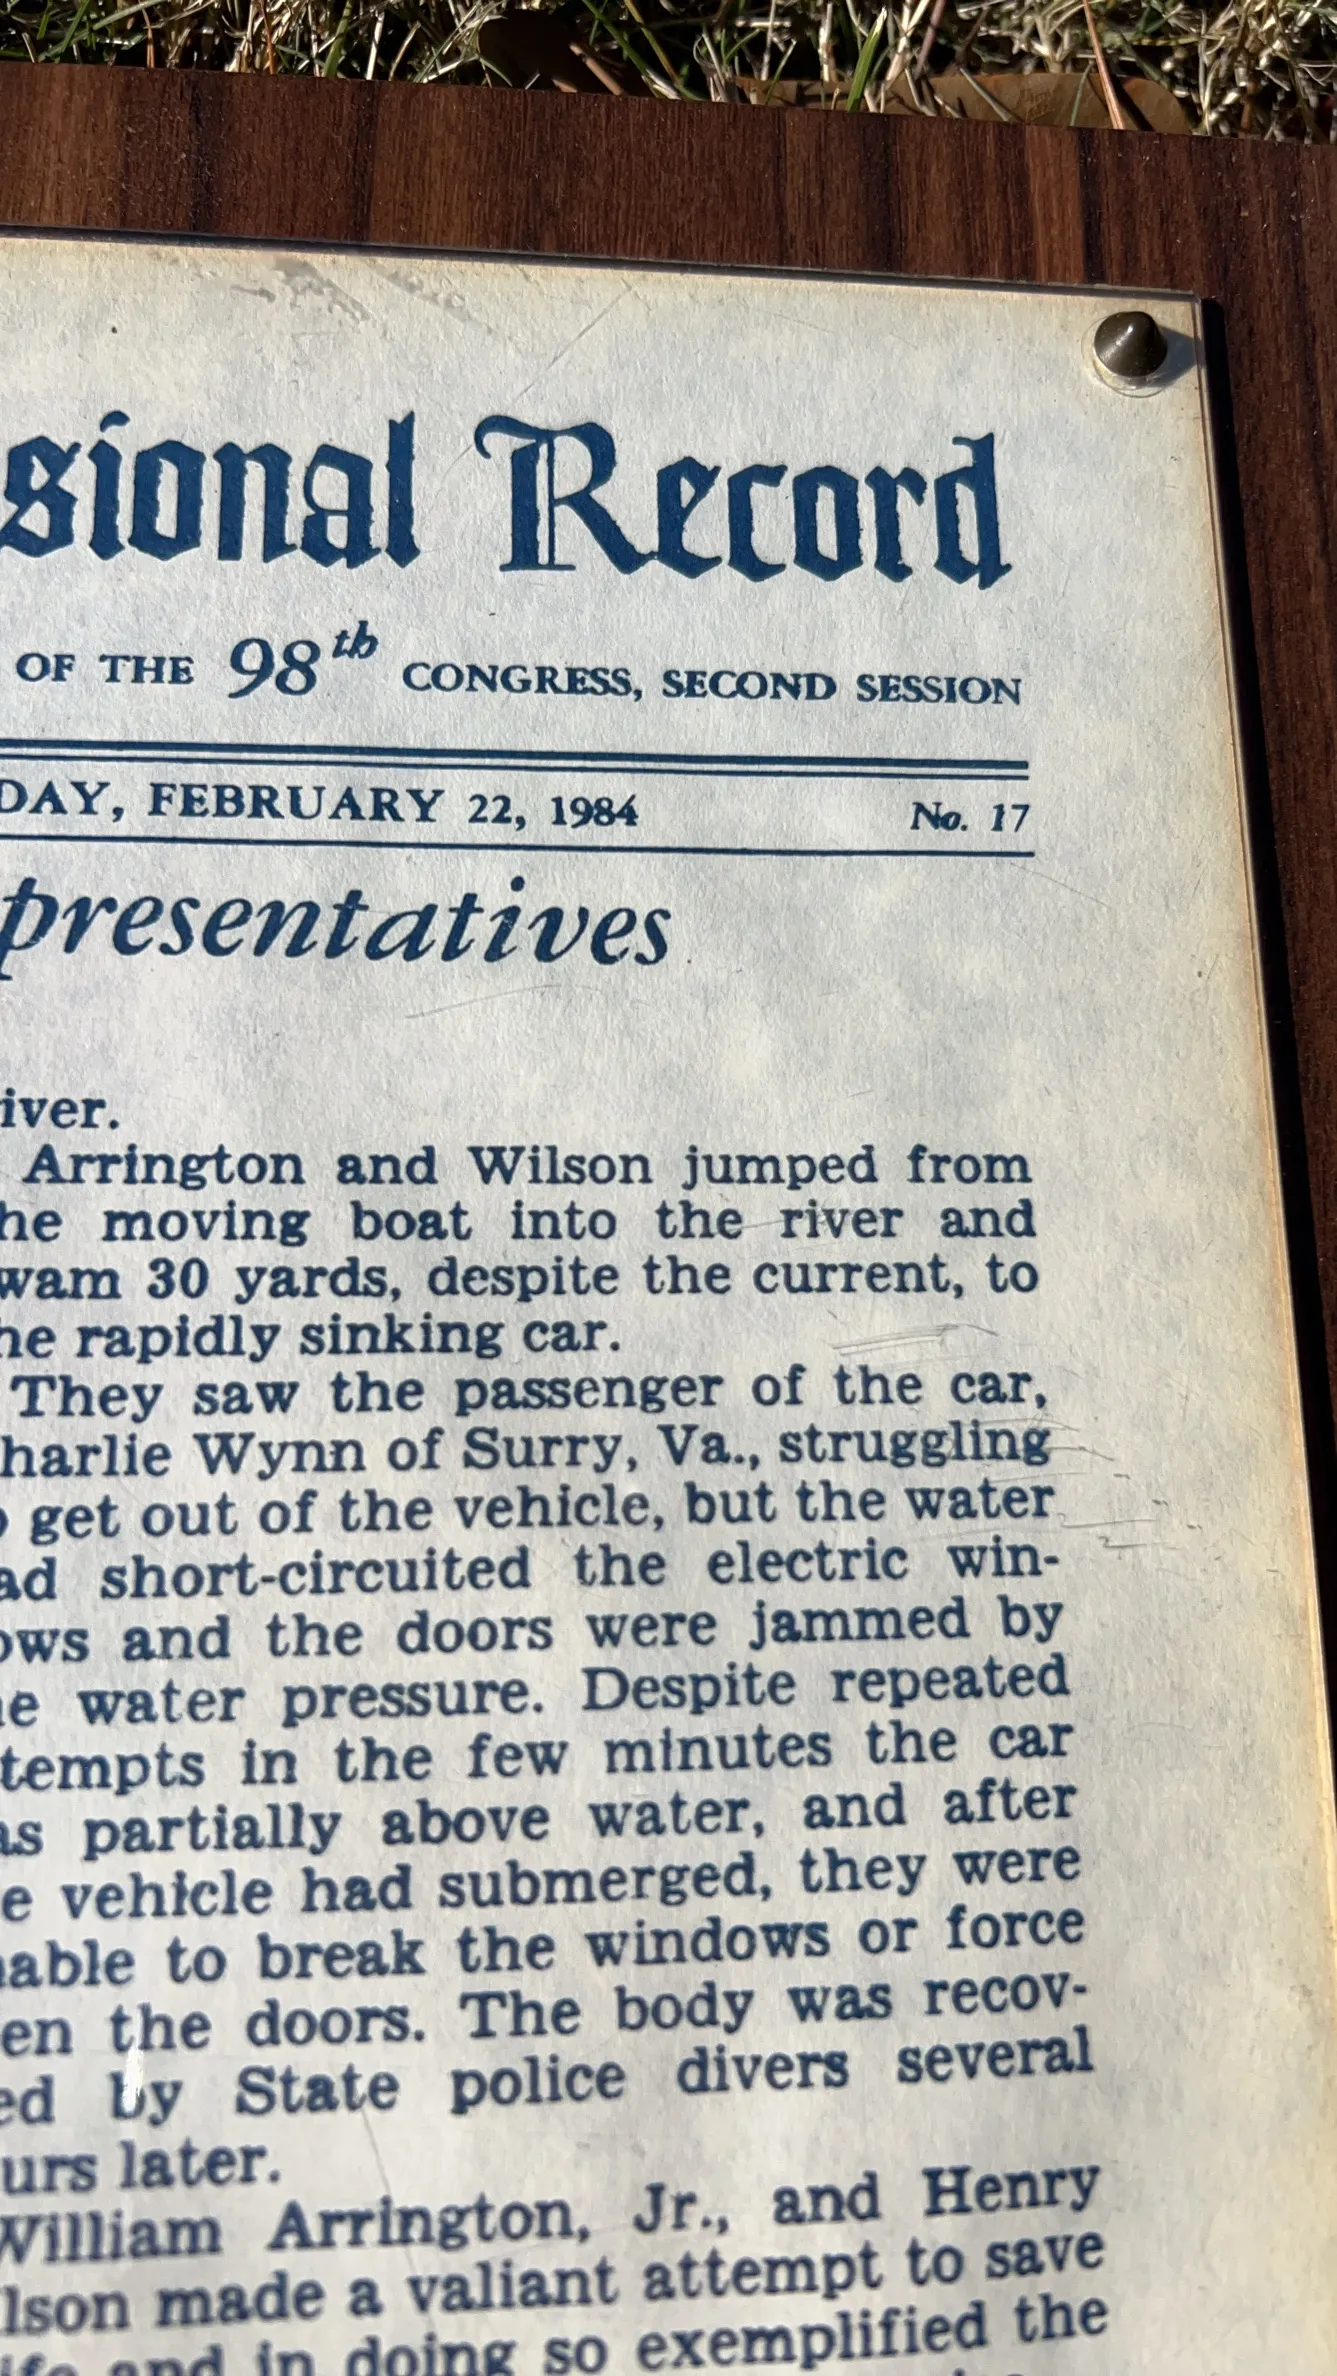 sional Record
OF THE 98th CONGRESS, SECOND SESSION
DAY, FEBRUARY 22, 1984 No. 17
presentatives
iver.
Arrington and Wilson jumped from
he moving boat into the river and
wam 30 yards, despite the current, to
he rapidly sinking car.
They saw the passenger of the car,
harlie Wynn of Surry, Va., struggling
o get out of the vehicle, but the water
ad short-circuited the electric win-
ows and the doors were jammed by
e water pressure. Despite repeated
tempts in the few minutes the car
as partially above water, and after
e vehicle had submerged, they were
able to break the windows or force
en the doors. The body was recov-
ed by State police divers several
urs later.
William Arrington, Jr., and Henry
lson made a valiant attempt to save
ife and in doing so exemplified the